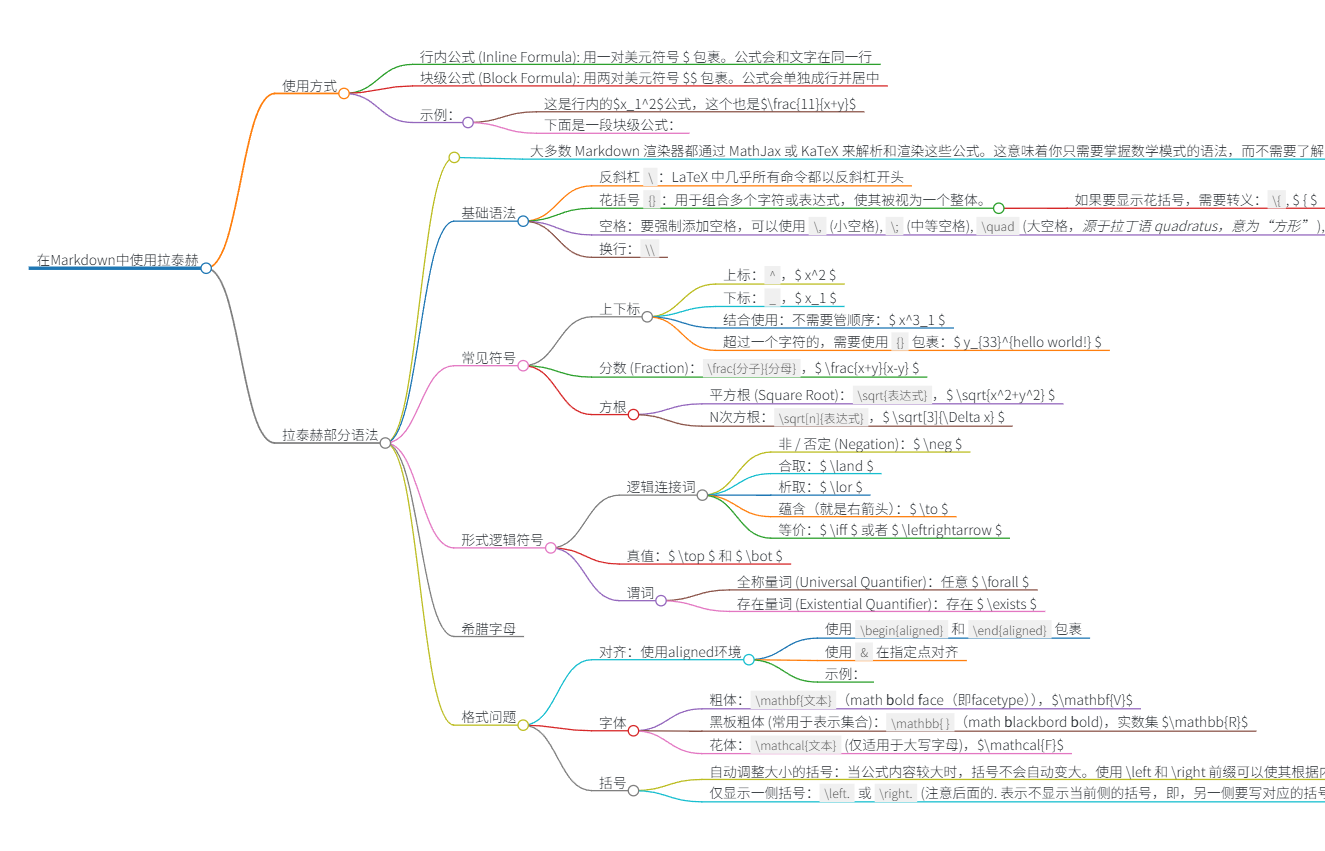 在Markdown中使用拉泰赫
使用方式
行内公式 (Inline Formula): 用一对美元符号 $ 包裹。公式会和文字在同一行
块级公式 (Block Formula): 用两对美元符号 $$ 包裹。公式会单独成行并居中
示例：
这是行内的$x_1^2$公式，这个也是$\frac{11}{x+y}$
下面是一段块级公式：
拉泰赫部分语法
大多数 Markdown 渲染器都通过 MathJax 或 KaTeX 来解析和渲染这些公式。这意味着你只需要掌握数学模式的语法，而不需要了解
基础语法
反斜杠 \ ：LaTeX 中几乎所有命令都以反斜杠开头
花括号 {} ：用于组合多个字符或表达式，使其被视为一个整体。
如果要显示花括号，需要转义： \{ , $ { $
空格：要强制添加空格，可以使用 \, (小空格), \; (中等空格), \quad (大空格，源于拉丁语 quadratus，意为“方形” ),
换行： \\
常见符号
上下标
上标： ^ ，$ x^2 $
下标： _ ，$ x_1 $
结合使用：不需要管顺序：$ x^3_1 $
超过一个字符的，需要使用 {} 包裹：$ y_{33}^{hello world!} $
分数 (Fraction)： \frac{分子}{分母} ，$ \frac{x+y}{x-y} $
方根
平方根 (Square Root)： \sqrt{表达式} ，$ \sqrt{x^2+y^2} $
N次方根： \sqrt[n]{表达式} ，$ \sqrt[3]{\Delta x} $
形式逻辑符号
逻辑连接词
非 / 否定 (Negation)：$ \neg $
合取：$ \land $
析取：$ \lor $
蕴含（就是右箭头）：$ \to $
等价：$ \iff $ 或者 $ \leftrightarrow $
真值：$ \top $ 和 $ \bot $
谓词
全称量词 (Universal Quantifier)：任意 $ \forall $
存在量词 (Existential Quantifier)：存在 $ \exists $
希腊字母
格式问题
对齐：使用aligned环境
使用 \begin{aligned} 和 \end{aligned} 包裹
使用 & 在指定点对齐
示例：
字体
粗体： \mathbf{文本} （math bold face（即facetype）），$\mathbf{V}$
黑板粗体 (常用于表示集合)： \mathbb{ } （math blackbord bold)，实数集 $\mathbb{R}$
花体： \mathcal{文本} (仅适用于大写字母)，$\mathcal{F}$
括号
自动调整大小的括号：当公式内容较大时，括号不会自动变大。使用 \left 和 \right 前缀可以使其根据内
仅显示一侧括号： \left. 或 \right. (注意后面的. 表示不显示当前侧的括号，即，另一侧要写对应的括号